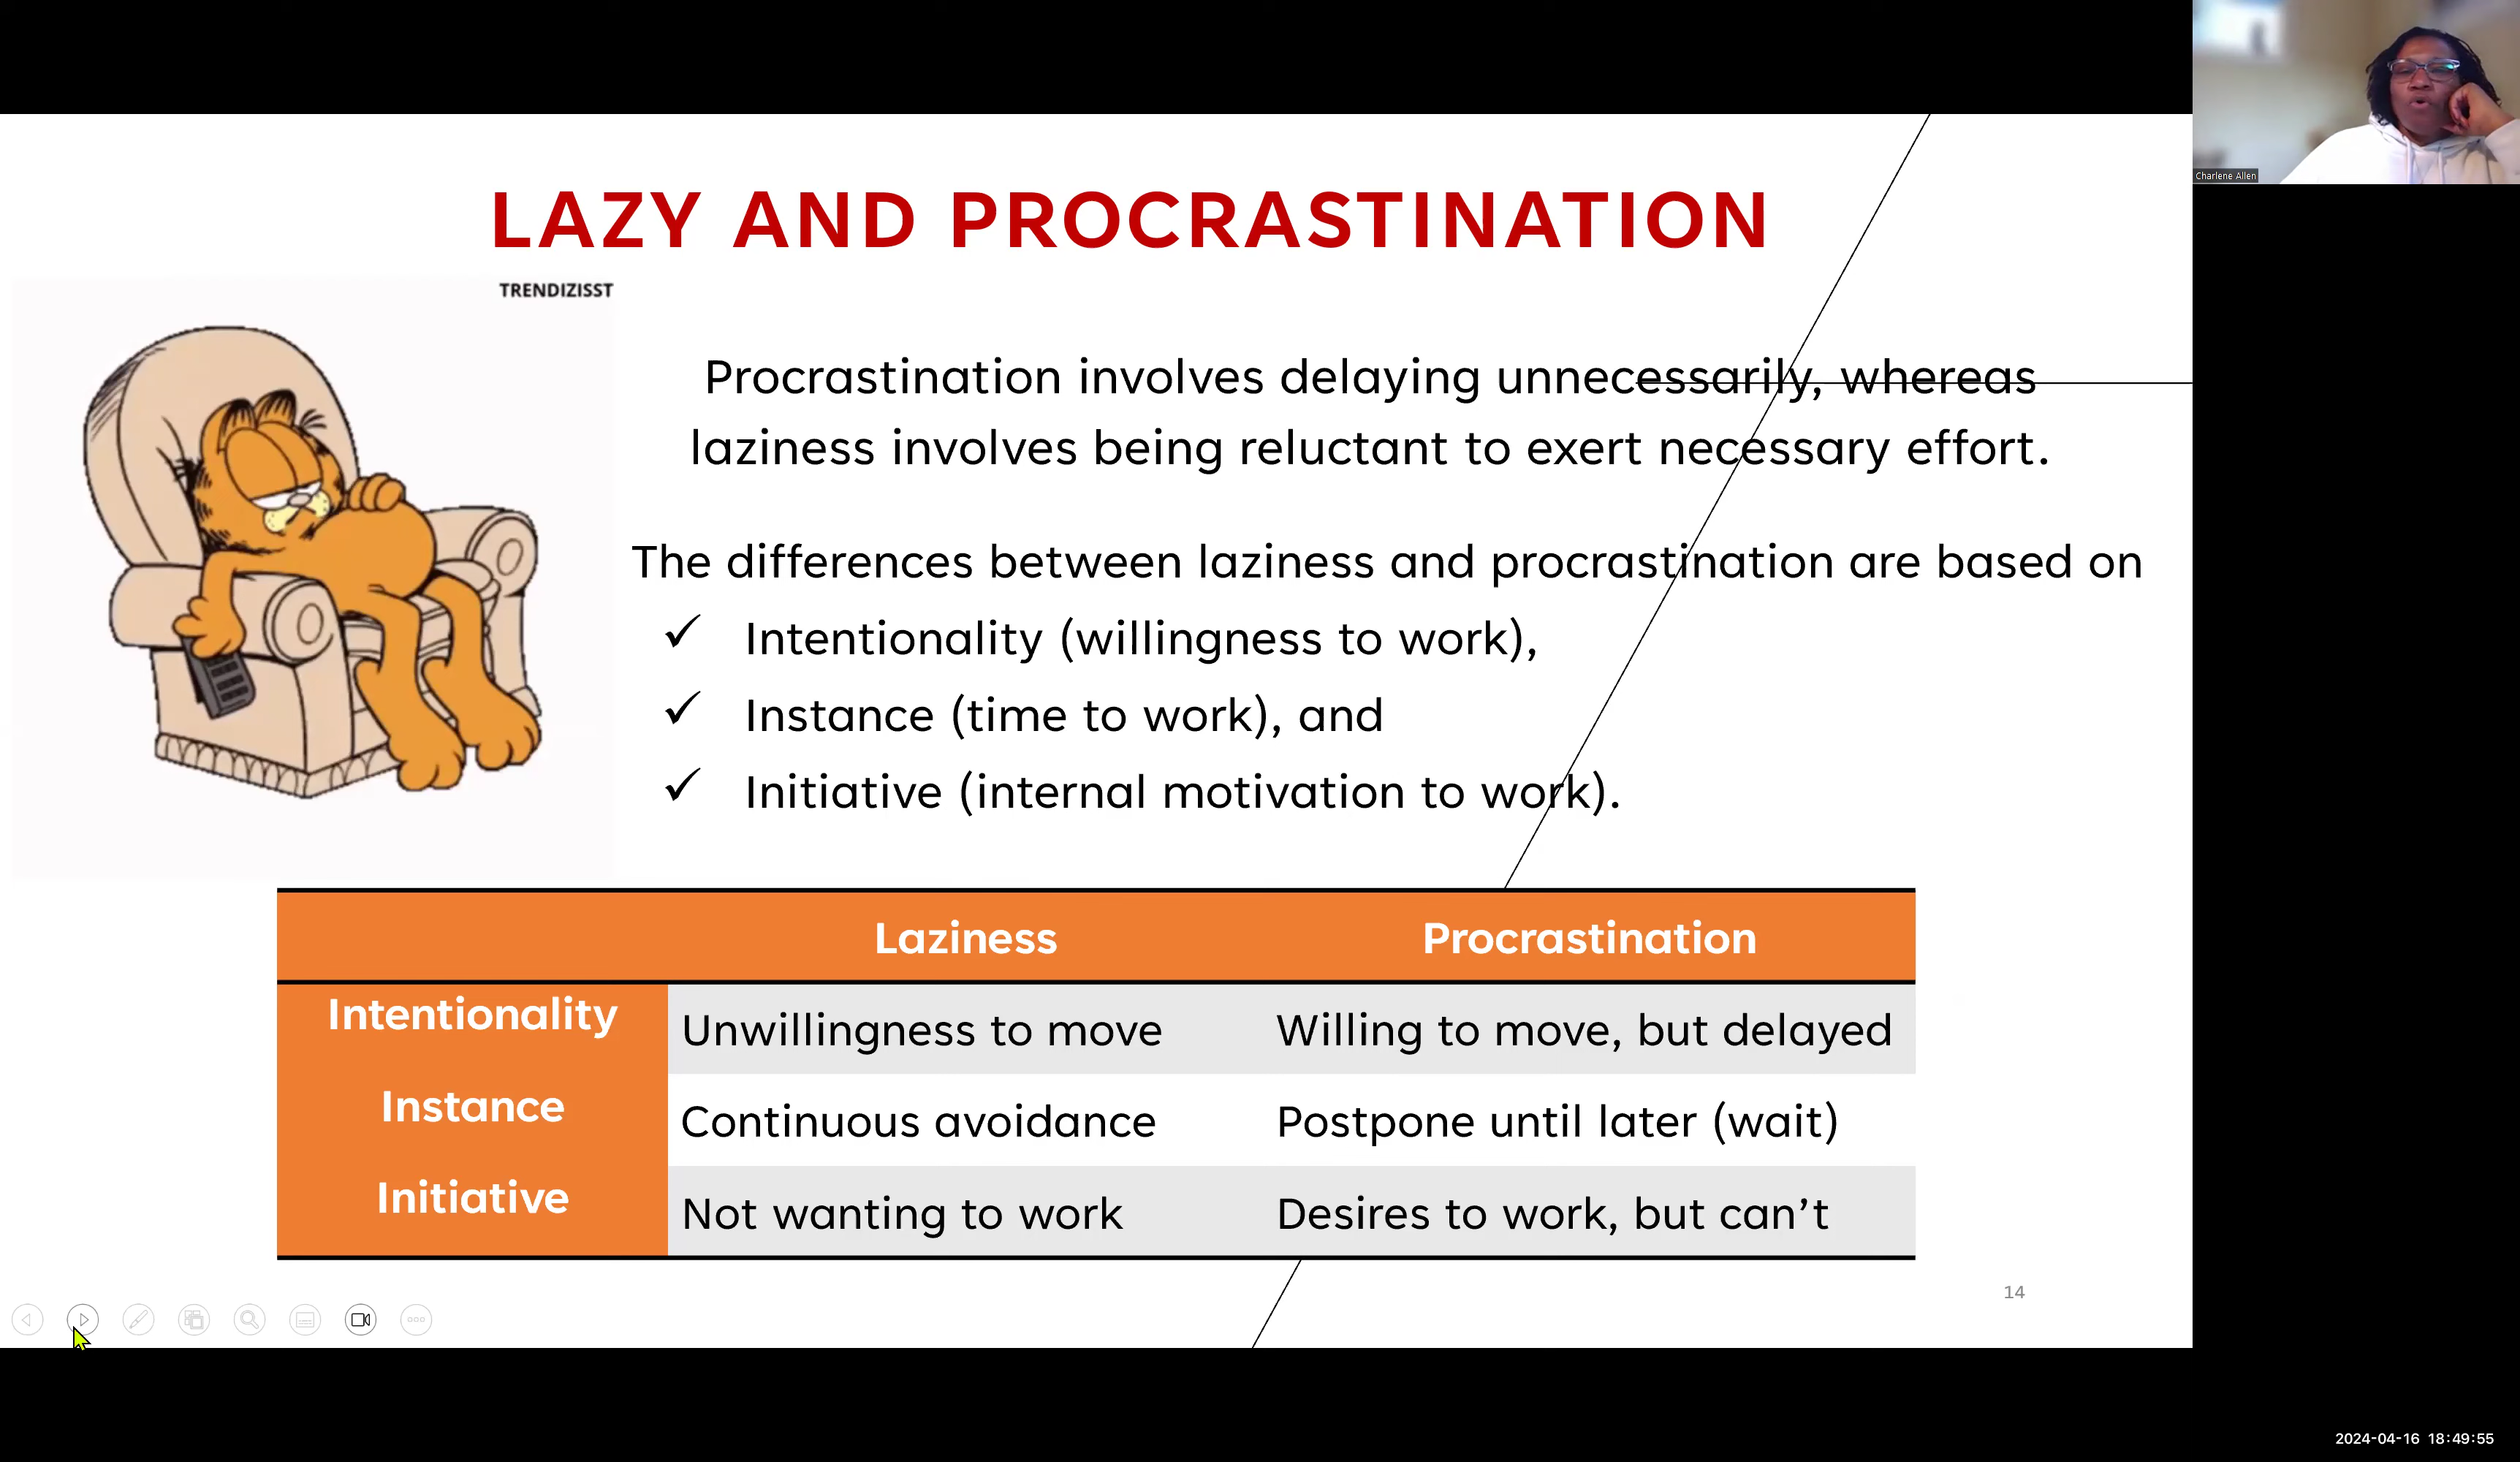 Charlene Allen
LAZY AND PROCRASTINATION
TRENDIZISST
Procrastination involves delaying unnecessarily, whereas
laziness involves being reluctant to exert necessary effort.
The differences between laziness and procrastination are based on
✓ Intentionality (willingness to work),
✓ Instance (time to work), and
✓ Initiative (internal motivation to work).
Laziness Procrastination
Intentionality Unwillingness to move Willing to move, but delayed
Instance Continuous avoidance Postpone until later (wait)
Initiative Not wanting to work Desires to work, but can’t
14
2024-04-16 18:49:55